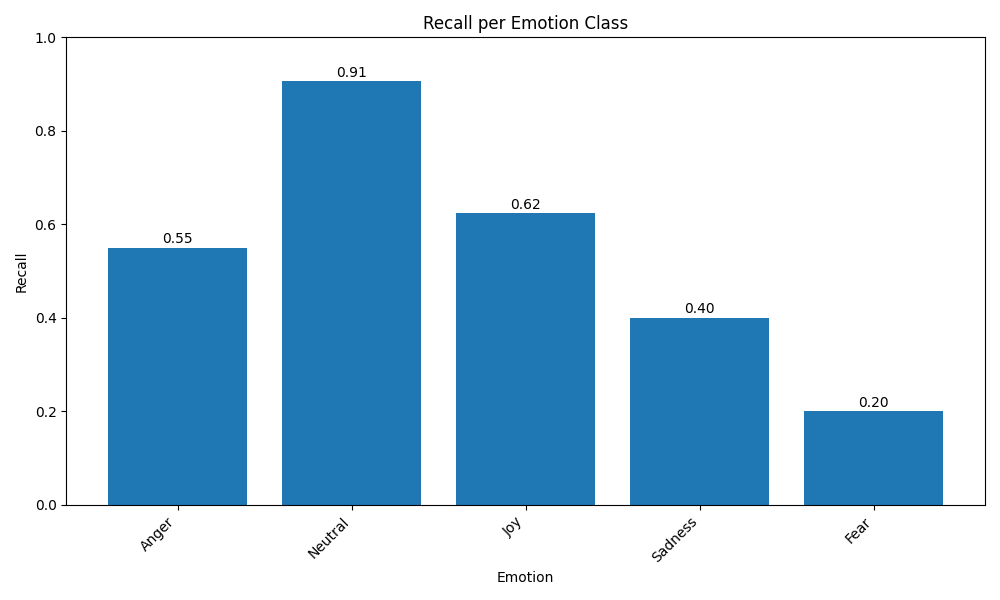 Recall per Emotion Class
1.0
0.8
0.6
0.4
0.2
0.0
Recall
0.55
0.91
0.62
0.40
0.20
Anger
Neutral
Joy
Sadness
Fear
Emotion